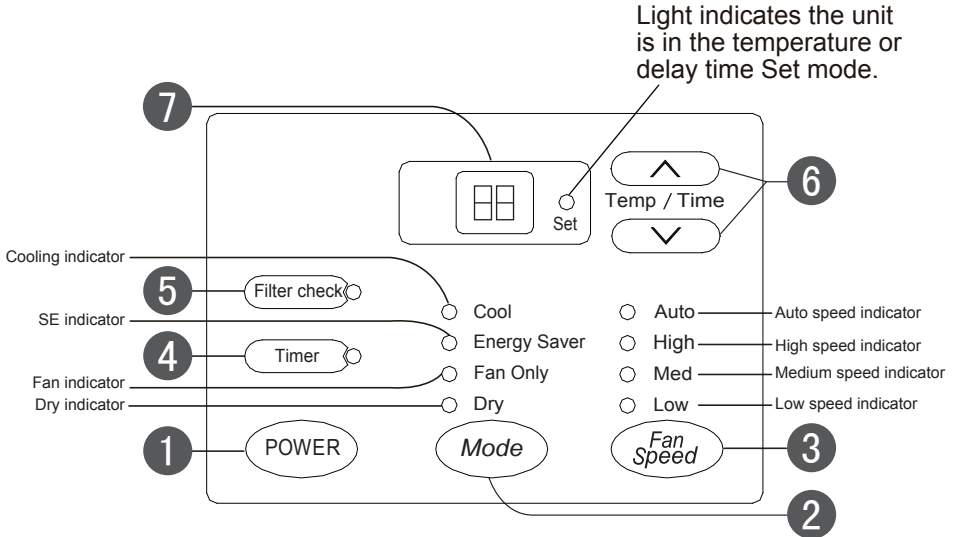 Light indicates the unit
is in the temperature or
delay time Set mode.
7
6
Temp / Time
Set
Cooling indicator
5
Filter check
Cool
Auto
Auto speed indicator
SE indicator
Energy Saver
High
High speed indicator
4
Timer
Fan Only
Med
Medium speed indicator
Fan indicator
Dry indicator
Dry
Low
Low speed indicator
1
POWER
Mode
Fan
Speed
3
2